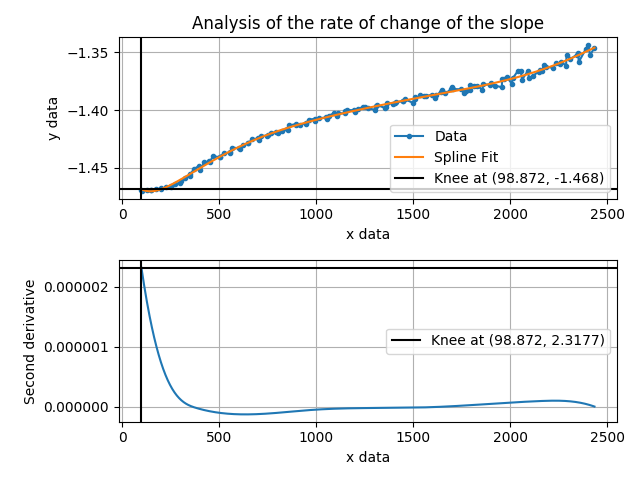 Analysis of the rate of change of the slope
−1.35
−1.40
−1.45
y data
Data
Spline Fit
Knee at (98.872, -1.468)
0 500 1000 1500 2000 2500
x data
0.000002
0.000001
0.000000
Second derivative
Knee at (98.872, 2.3177)
0 500 1000 1500 2000 2500
x data